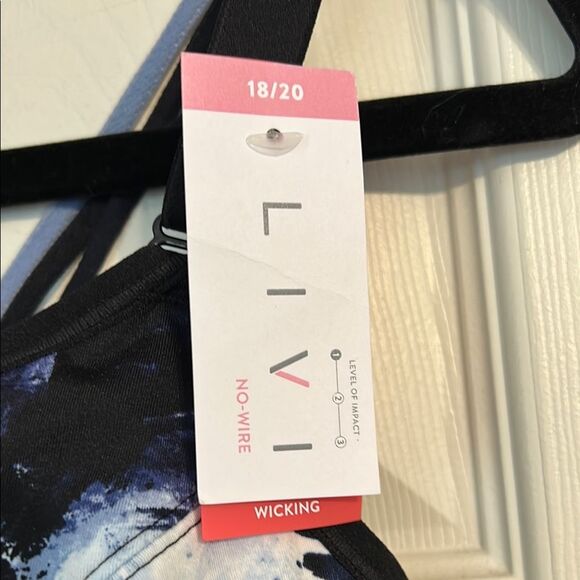 18/20
LIVI
NO-WIRE
LEVEL OF IMPACT
1
2
3
WICKING